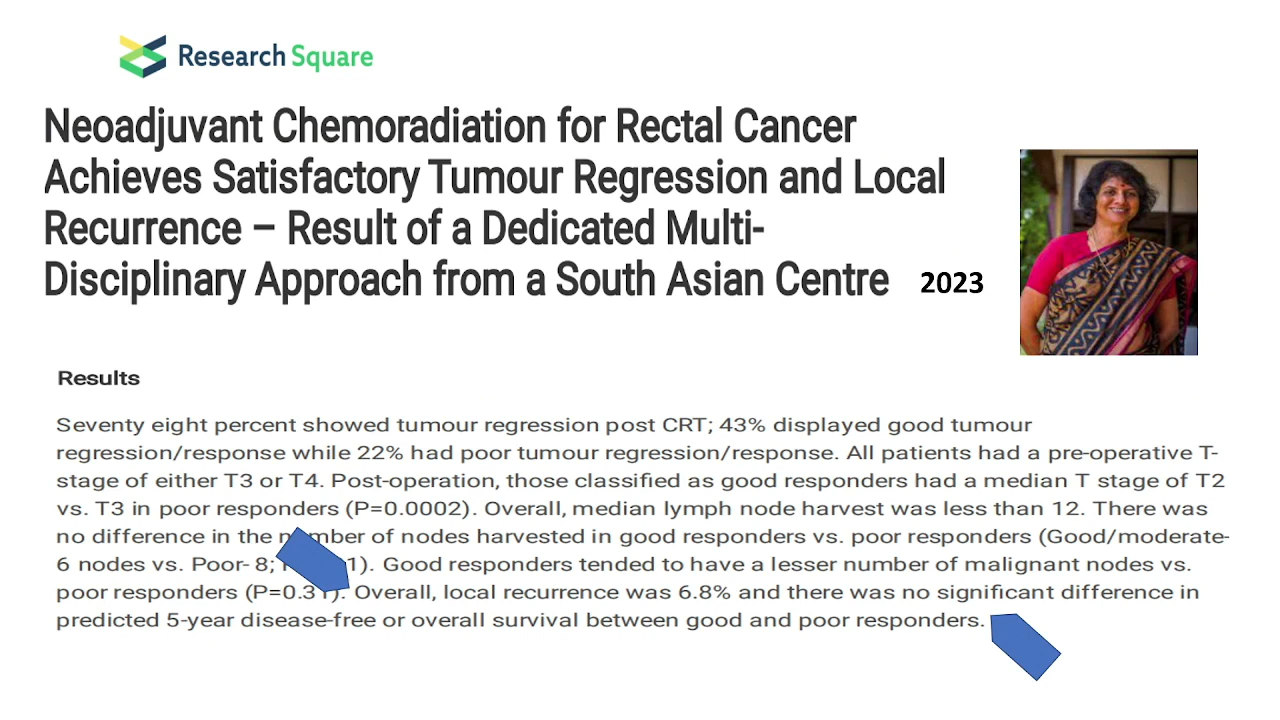 Research Square
Neoadjuvant Chemoradiation for Rectal Cancer
Achieves Satisfactory Tumour Regression and Local
Recurrence – Result of a Dedicated Multi-
Disciplinary Approach from a South Asian Centre 2023
Results
Seventy eight percent showed tumour regression post CRT; 43% displayed good tumour
regression/response while 22% had poor tumour regression/response. All patients had a pre-operative T-
stage of either T3 or T4. Post-operation, those classified as good responders had a median T stage of T2
vs. T3 in poor responders (P=0.0002). Overall, median lymph node harvest was less than 12. There was
no difference in the number of nodes harvested in good responders vs. poor responders (Good/moderate-
6 nodes vs. Poor- 8; 1). Good responders tended to have a lesser number of malignant nodes vs.
poor responders (P=0.31). Overall, local recurrence was 6.8% and there was no significant difference in
predicted 5-year disease-free or overall survival between good and poor responders.